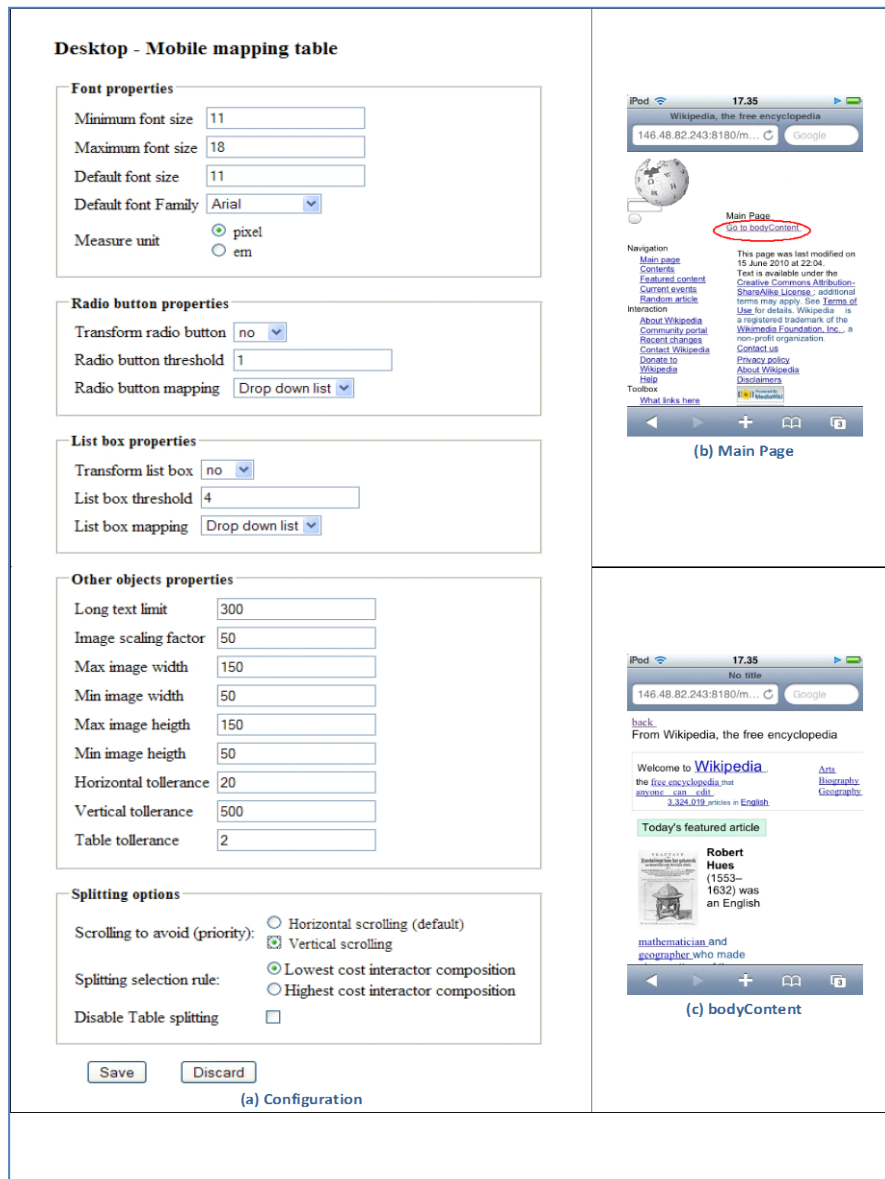 Desktop - Mobile mapping table
Font properties
Minimum font size 11
Maximum font size 18
Default font size 11
Default font Family Arial
Measure unit
pixel
em
Radio button properties
Transform radio button no
Radio button threshold 1
Radio button mapping Drop down list
List box properties
Transform list box no
List box threshold 4
List box mapping Drop down list
Other objects properties
Long text limit 300
Image scaling factor 50
Max image width 150
Min image width 50
Max image heigth 150
Min image heigth 50
Horizontal tollerance 20
Vertical tollerance 500
Table tollerance 2
Splitting options
Scrolling to avoid (priority):
Horizontal scrolling (default)
Vertical scrolling
Splitting selection rule:
Lowest cost interactor composition
Highest cost interactor composition
Disable Table splitting
Save Discard
(a) Configuration
iPod 17.35
Wikipedia, the free encyclopedia
146.48.82.243:8180/m... Google
Main Page
Go to bodyContent
Navigation
Main page
Contents
Featured content
Current events
Random article
Interaction
About Wikipedia
Community portal
Recent changes
Contact Wikipedia
Donate to
Wikipedia
Help
Toolbox
What links here
This page was last modified on
15 June 2010 at 22:04.
Text is available under the
Creative Commons Attribution-
ShareAlike License ; additional
terms may apply. See Terms of
Use for details. Wikipedia is
a registered trademark of the
Wikimedia Foundation, Inc. , a
non-profit organization.
Contact us
Privacy policy
About Wikipedia
Disclaimers
Powered By
MediaWiki
3
(b) Main Page
iPod 17.35
No title
146.48.82.243:8180/m... Google
back
From Wikipedia, the free encyclopedia
Welcome to Wikipedia ,
the free encyclopedia that
anyone can edit .
3,324,019 articles in English
Arts
Biography
Geography
Today's featured article
Robert
Hues
(1553–
1632) was
an English
mathematician and
geographer who made
3
(c) bodyContent